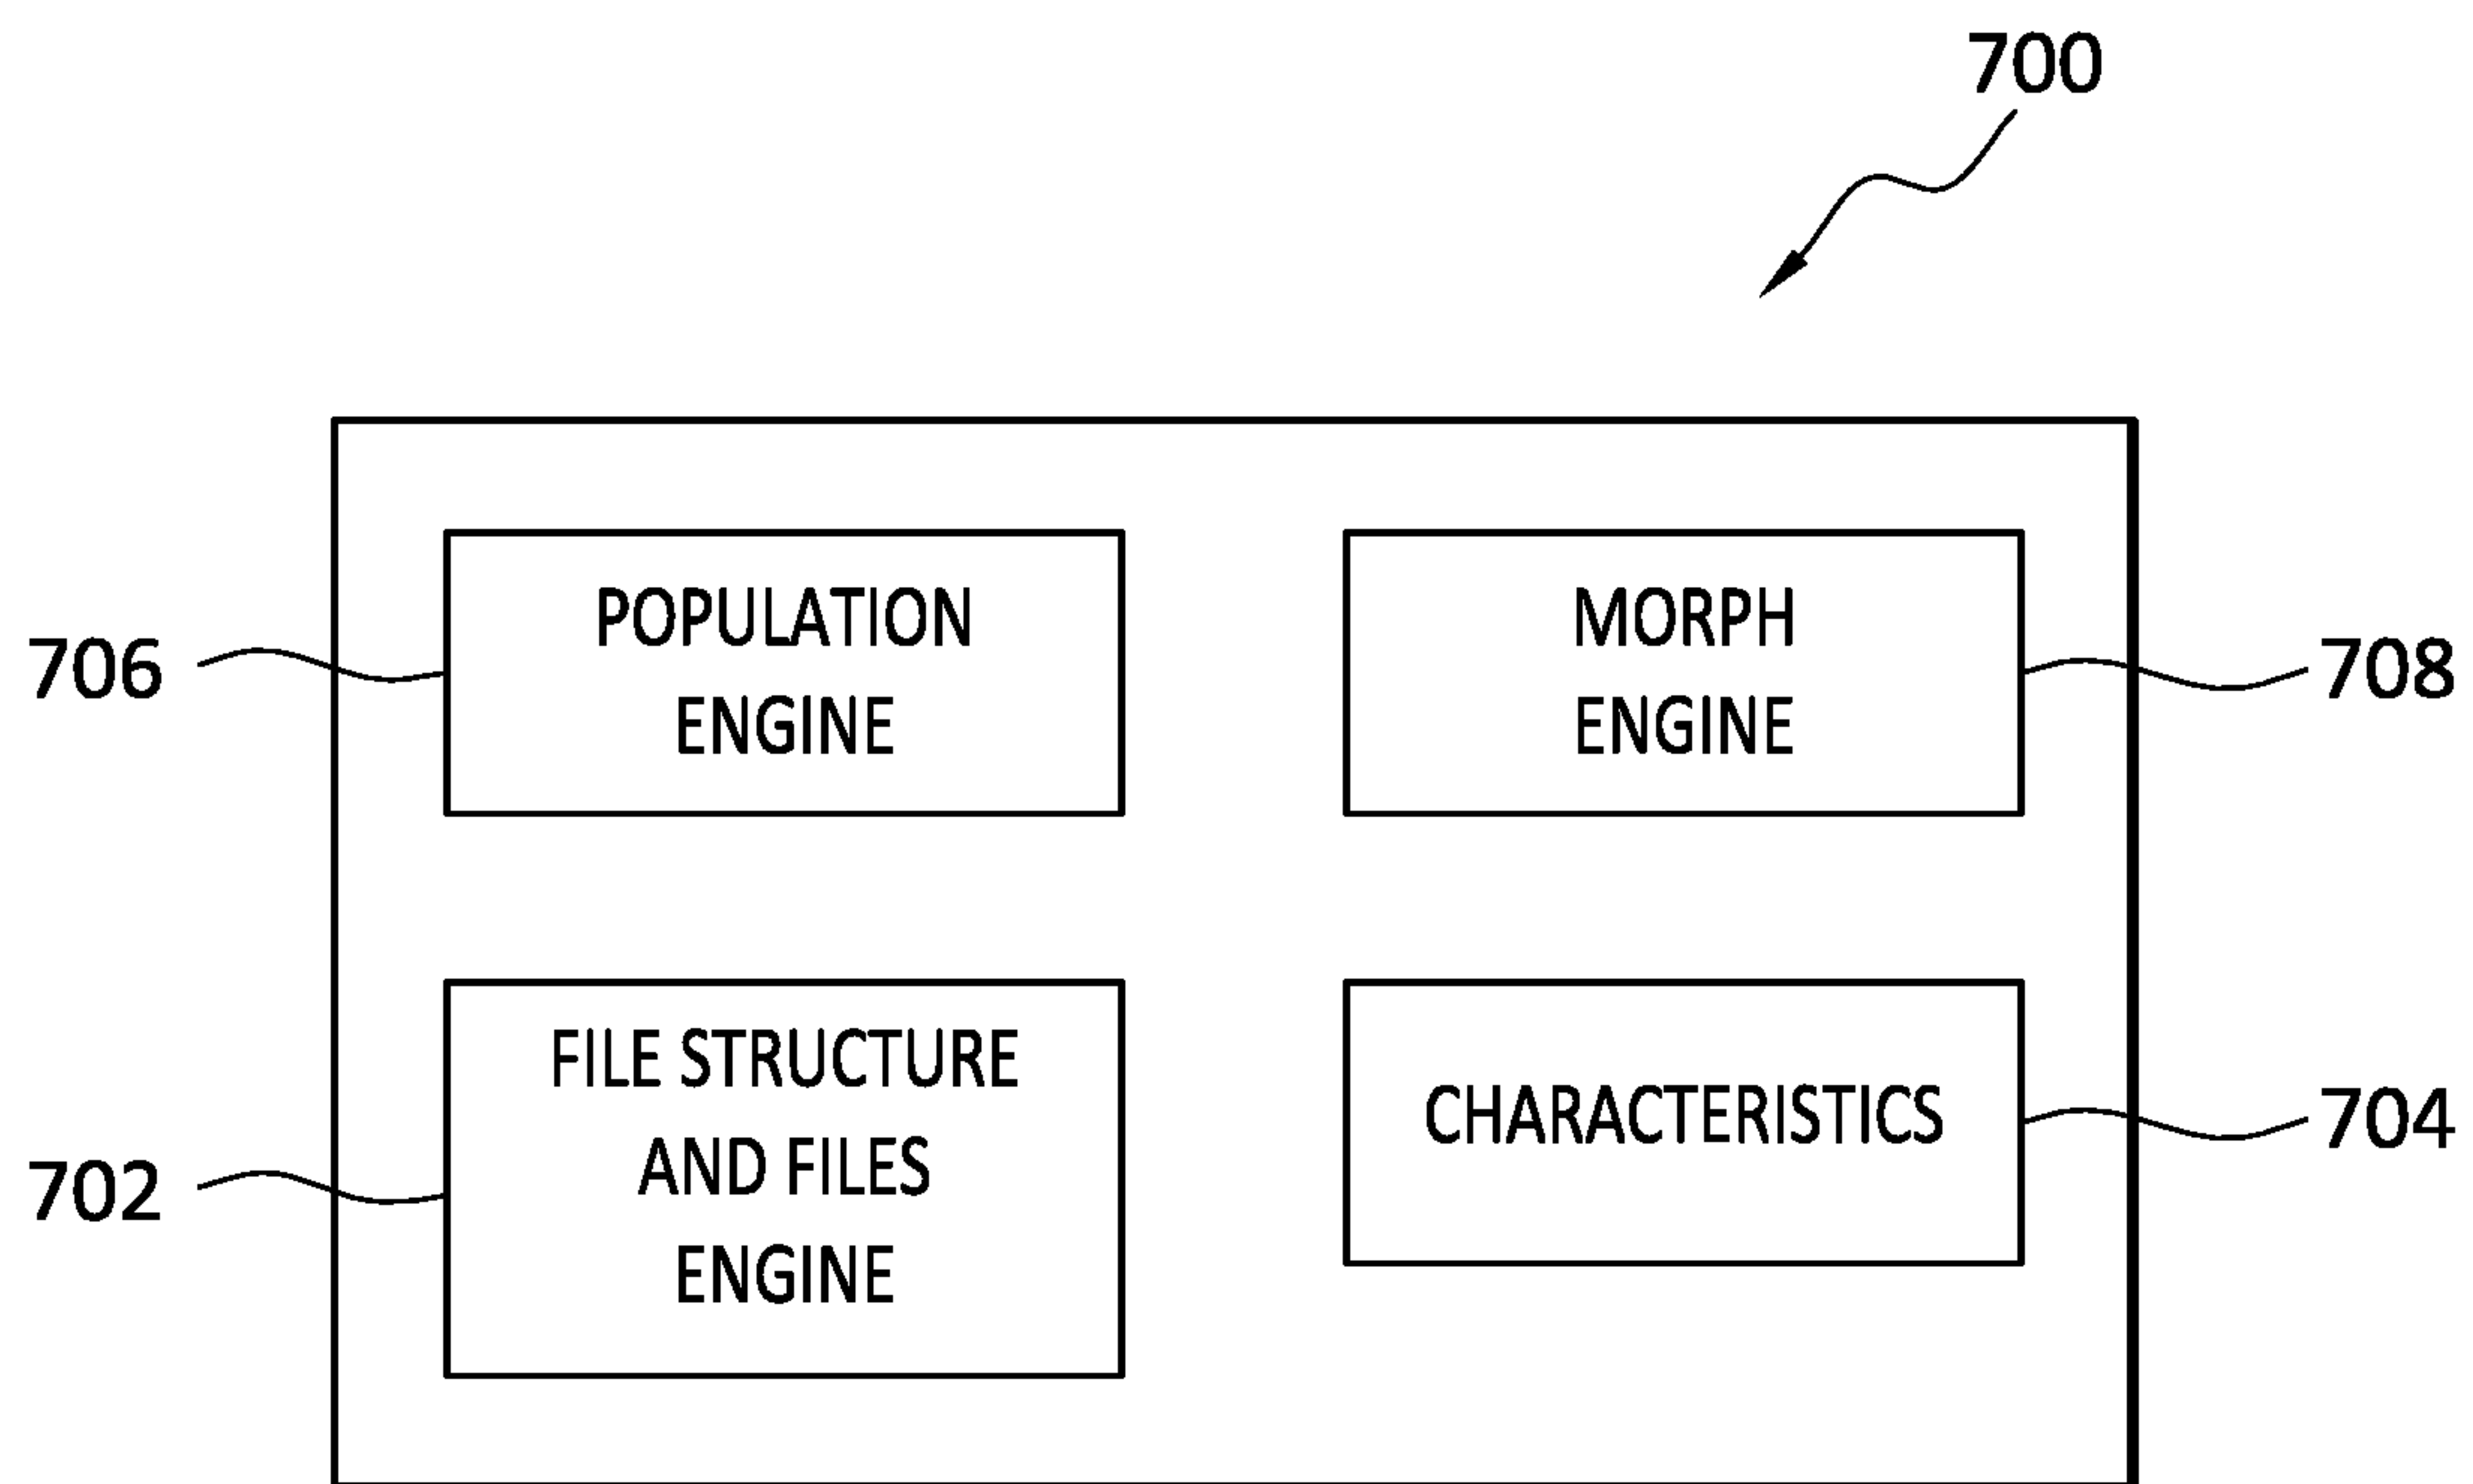 700
POPULATION
ENGINE
MORPH
ENGINE
706
708
FILE STRUCTURE
AND FILES
ENGINE
CHARACTERISTICS
702
704